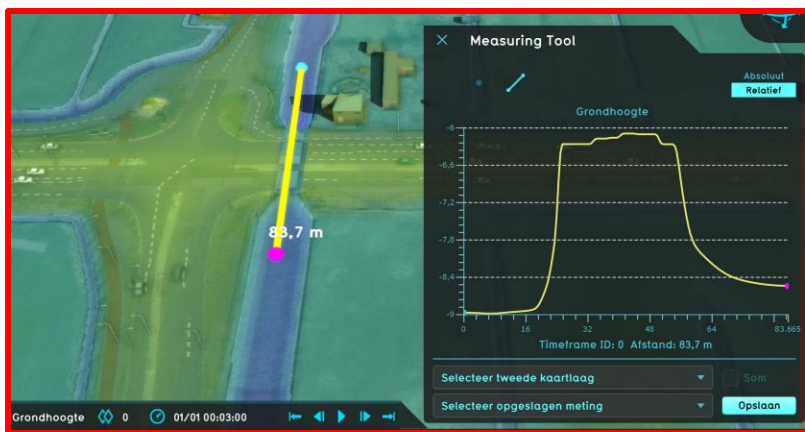 83,7 m
Grondhoogte
0
01/01 00:03:00
Measuring Tool
Absoluut
Relatief
Grondhoogte
-6
-6,6
-7,2
-7,8
-8,4
-9
0
16
32
48
64
83.665
Timeframe ID: 0 Afstand: 83,7 m
Selecteer tweede kaartlaag
Som
Selecteer opgeslagen meting
Opslaan